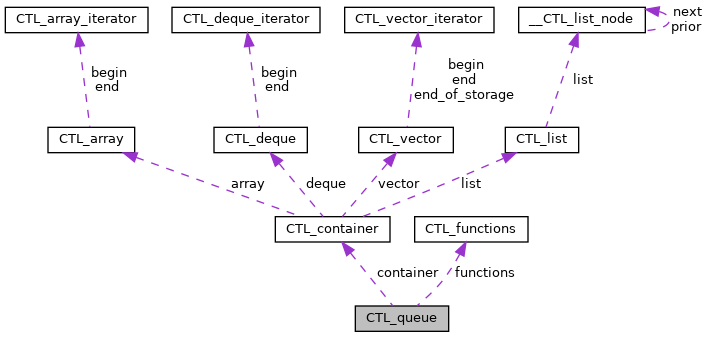 CTL_array_iterator
CTL_deque_iterator
CTL_vector_iterator
__CTL_list_node
next
prior
begin
end
begin
end
begin
end
end_of_storage
list
CTL_array
CTL_deque
CTL_vector
CTL_list
array
deque
vector
list
CTL_container
CTL_functions
container
functions
CTL_queue